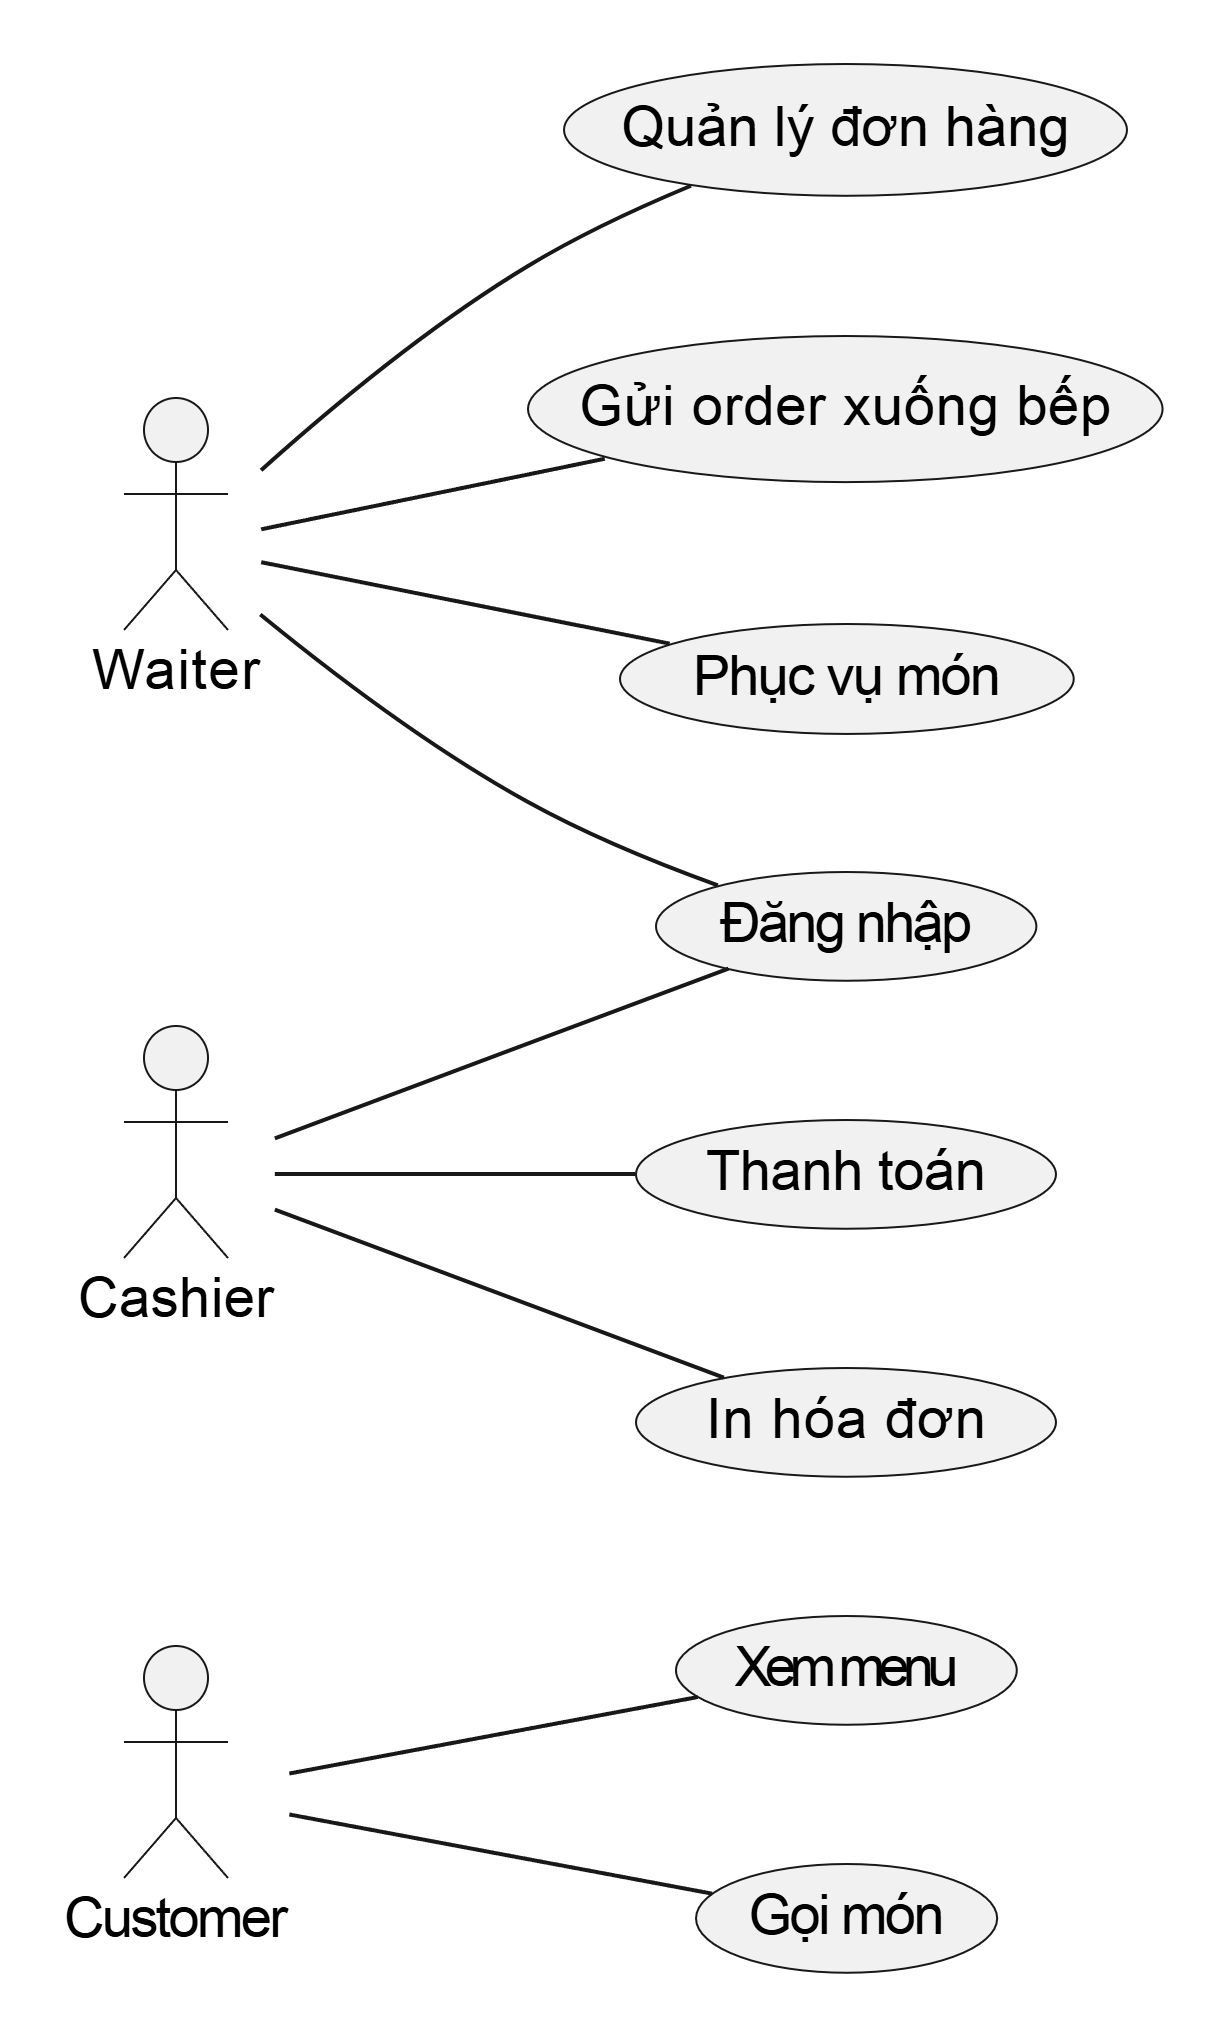 Quản lý đơn hàng
Gửi order xuống bếp
Waiter
Phục vụ món
Đăng nhập
Thanh toán
Cashier
In hóa đơn
Xem menu
Customer
Gọi món